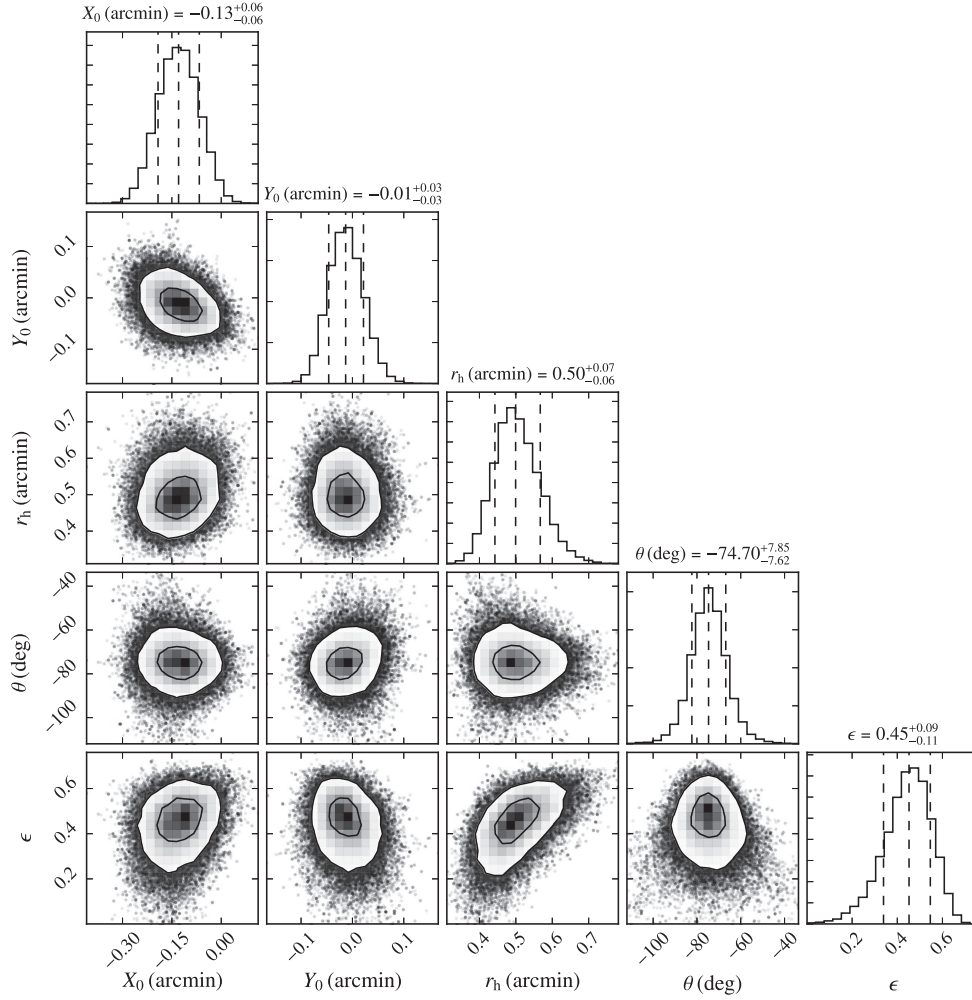 X₀ (arcmin) = −0.13 +0.06 −0.06
Y₀ (arcmin) = −0.01 +0.03 −0.03
0.1
0.0
−0.1
Y₀ (arcmin)
r_h (arcmin) = 0.50 +0.07 −0.06
0.7
0.6
0.5
0.4
r_h (arcmin)
θ (deg) = −74.70 +7.85 −7.62
−40
−60
−80
−100
θ (deg)
ϵ = 0.45 +0.09 −0.11
0.6
0.4
0.2
ϵ
−0.30 −0.15 0.00
−0.1 0.0 0.1
0.4 0.5 0.6 0.7
−100 −80 −60 −40
0.2 0.4 0.6
X₀ (arcmin)
Y₀ (arcmin)
r_h (arcmin)
θ (deg)
ϵ